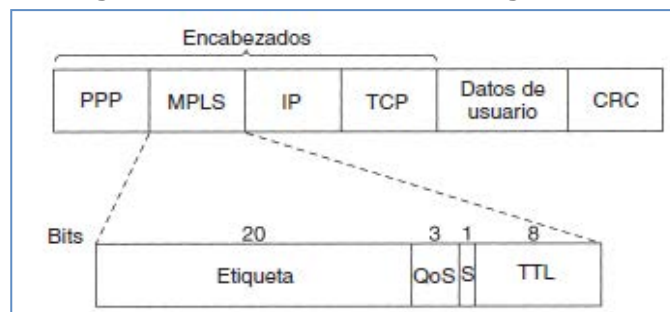 Encabezados
PPP MPLS IP TCP Datos de usuario CRC
Bits 20 3 1 8
Etiqueta QoS S TTL